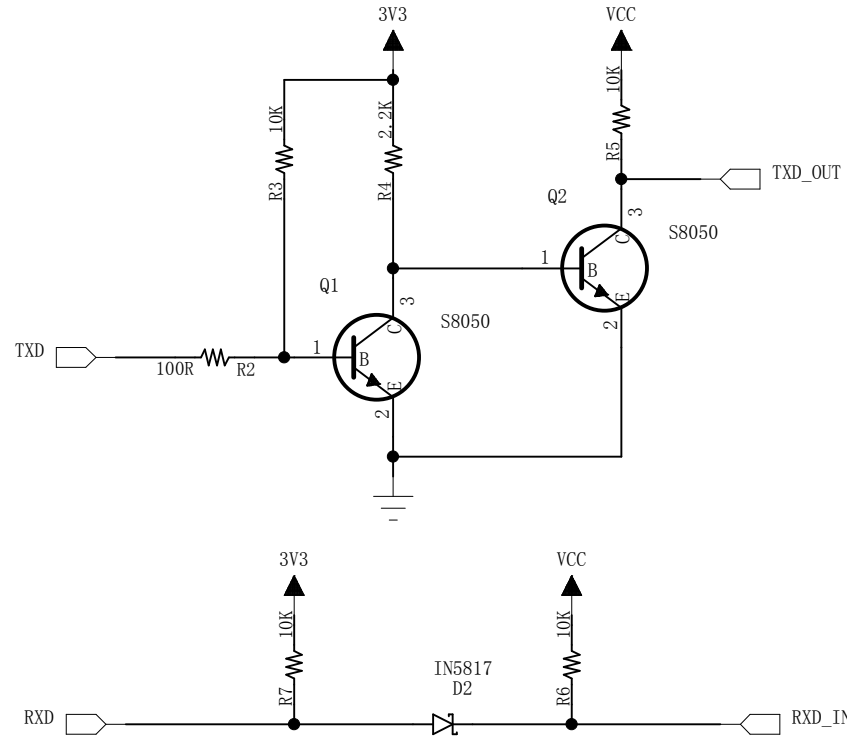 3V3
VCC
10K
R3
2.2K
R4
10K
R5
TXD_OUT
Q2
3
C
S8050
1
B
E
2
Q1
3
C
S8050
TXD
100R
R2
1
B
E
2
3V3
VCC
10K
R7
IN5817
D2
10K
R6
RXD
RXD_IN